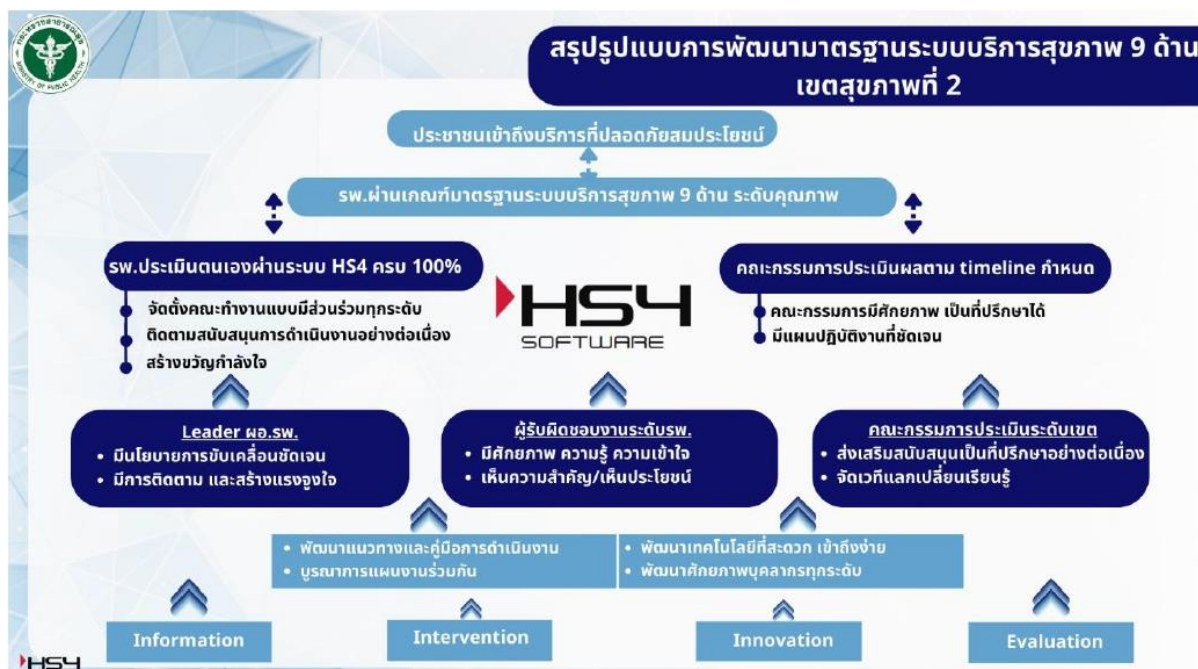 กระทรวงสาธารณสุข
MINISTRY OF PUBLIC HEALTH
สรุปรูปแบบการพัฒนามาตรฐานระบบบริการสุขภาพ 9 ด้าน
เขตสุขภาพที่ 2
ประชาชนเข้าถึงบริการที่ปลอดภัยสมประโยชน์
รพ.ผ่านเกณฑ์มาตรฐานระบบบริการสุขภาพ 9 ด้าน ระดับคุณภาพ
รพ.ประเมินตนเองผ่านระบบ HS4 ครบ 100%
จัดตั้งคณะทำงานแบบมีส่วนร่วมทุกระดับ
ติดตามสนับสนุนการดำเนินงานอย่างต่อเนื่อง
สร้างขวัญกำลังใจ
HS4
SOFTWARE
คณะกรรมการประเมินผลตาม timeline กำหนด
คณะกรรมการมีศักยภาพ เป็นที่ปรึกษาได้
มีแผนปฏิบัติงานที่ชัดเจน
Leader ผอ.รพ.
• มีนโยบายการขับเคลื่อนชัดเจน
• มีการติดตาม และสร้างแรงจูงใจ
ผู้รับผิดชอบงานระดับรพ.
• มีศักยภาพ ความรู้ ความเข้าใจ
• เห็นความสำคัญ/เห็นประโยชน์
คณะกรรมการประเมินระดับเขต
• ส่งเสริมสนับสนุนเป็นที่ปรึกษาอย่างต่อเนื่อง
• จัดเวทีแลกเปลี่ยนเรียนรู้
• พัฒนาแนวทางและคู่มือการดำเนินงาน
• บูรณาการแผนงานร่วมกัน
• พัฒนาเทคโนโลยีที่สะดวก เข้าถึงง่าย
• พัฒนาศักยภาพบุคลากรทุกระดับ
Information
Intervention
Innovation
Evaluation
HS4